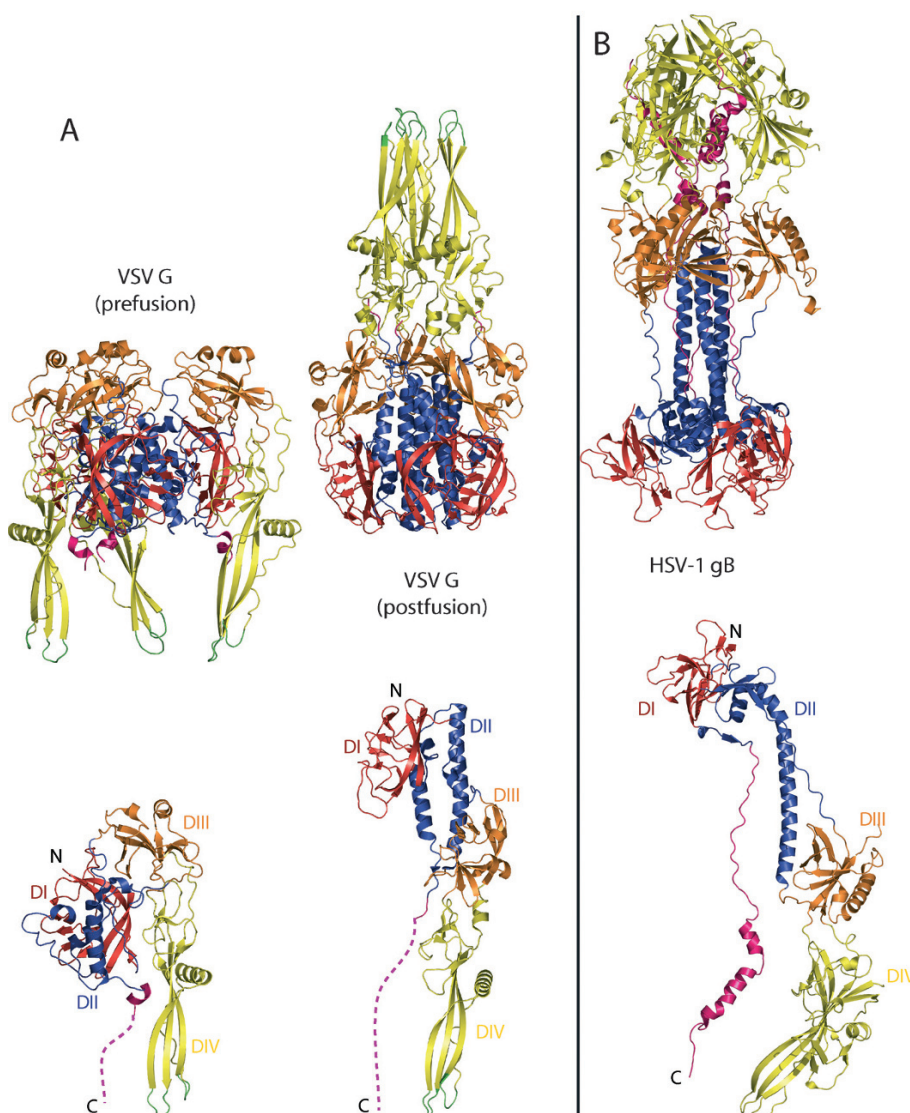 A
VSV G
(prefusion)
VSV G
(postfusion)
DIII
N
DI
DII
DIV
C
N
DI
DII
DIII
DIV
C
B
HSV-1 gB
N
DI
DII
DIII
DIV
C